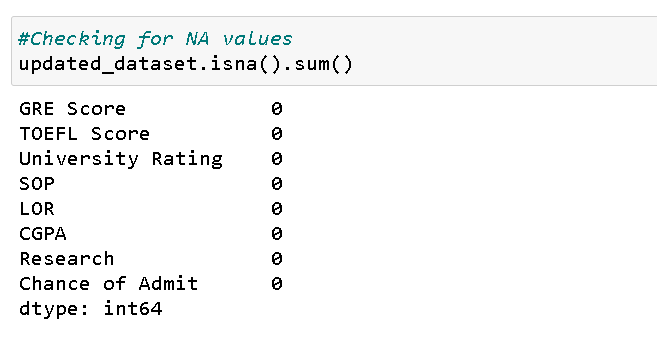 #Checking for NA values
updated_dataset.isna().sum()
GRE Score 0
TOEFL Score 0
University Rating 0
SOP 0
LOR 0
CGPA 0
Research 0
Chance of Admit 0
dtype: int64